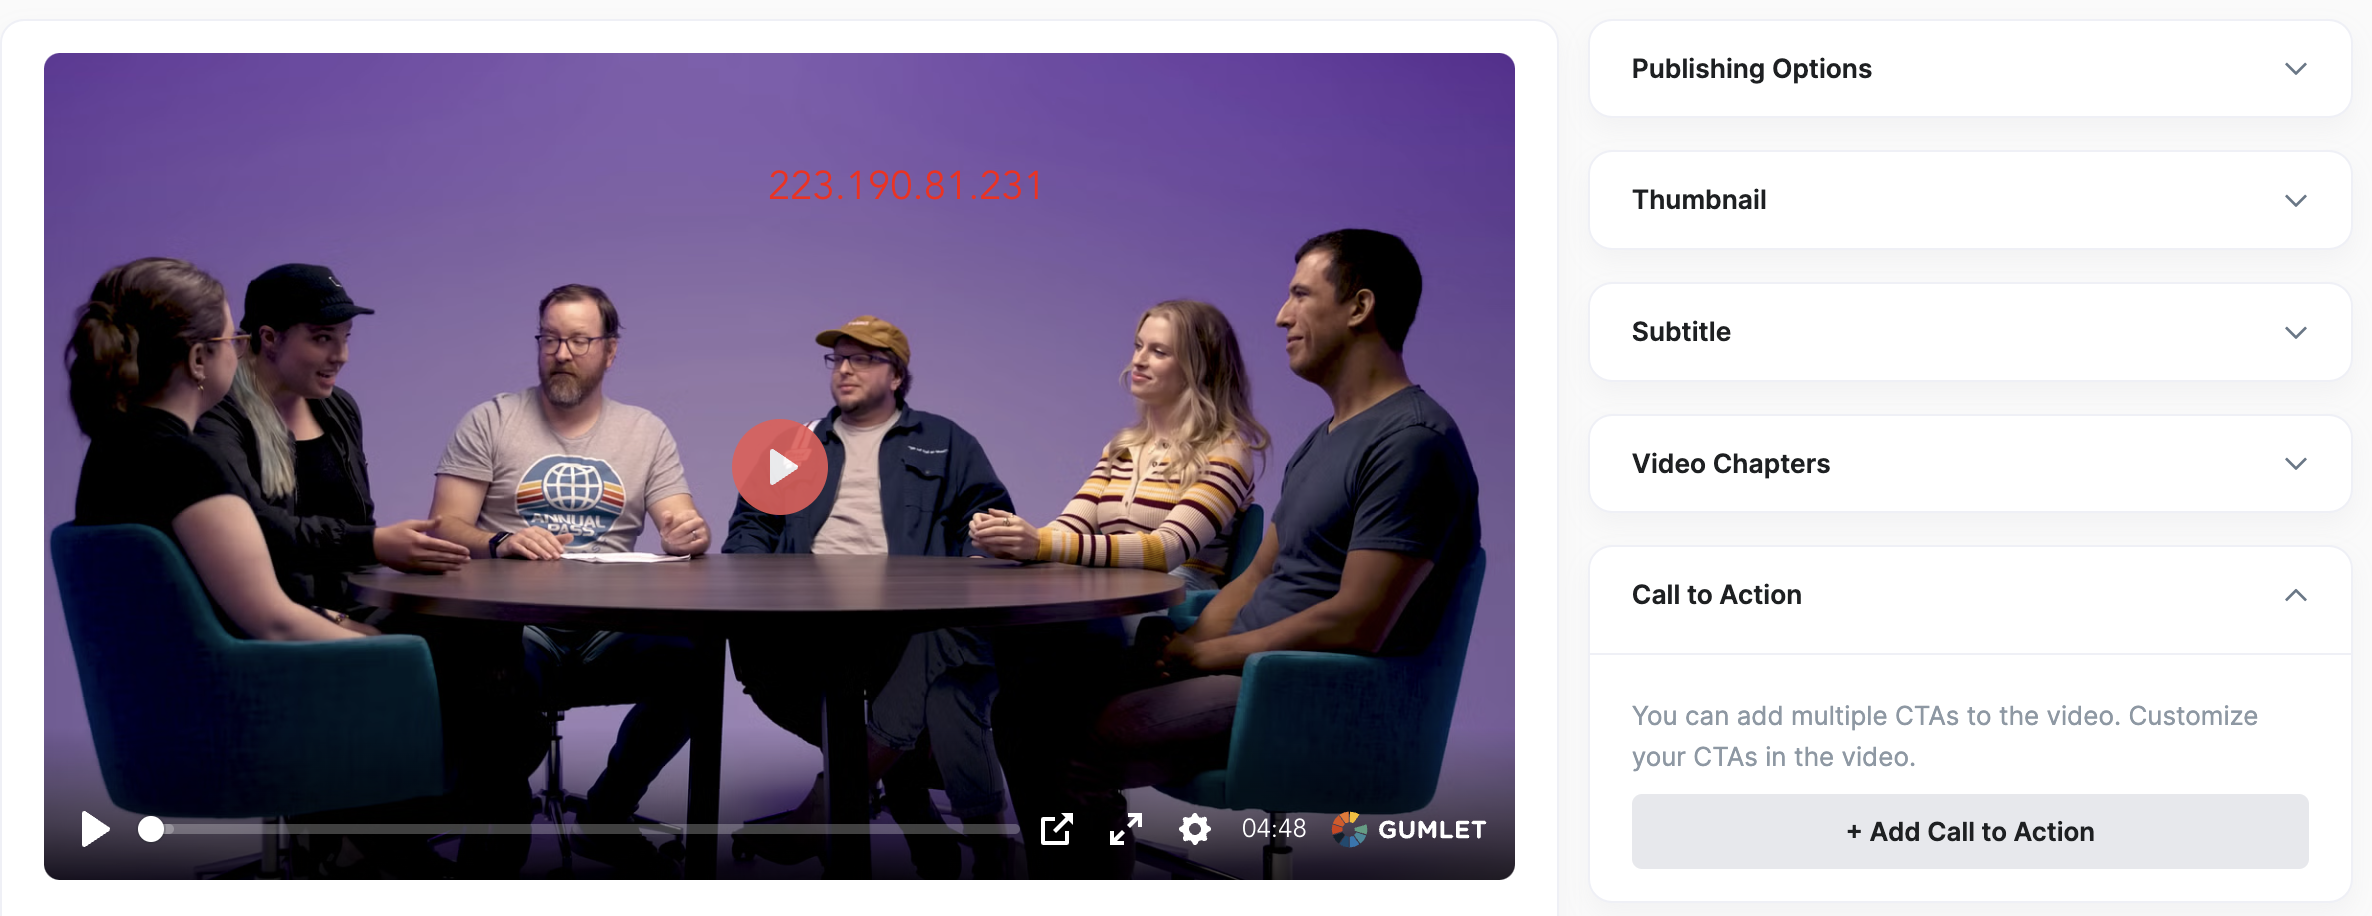 223.190.81.231
ANNUAL
PASS
04:48
GUMLET
Publishing Options
Thumbnail
Subtitle
Video Chapters
Call to Action
You can add multiple CTAs to the video. Customize
your CTAs in the video.
+ Add Call to Action